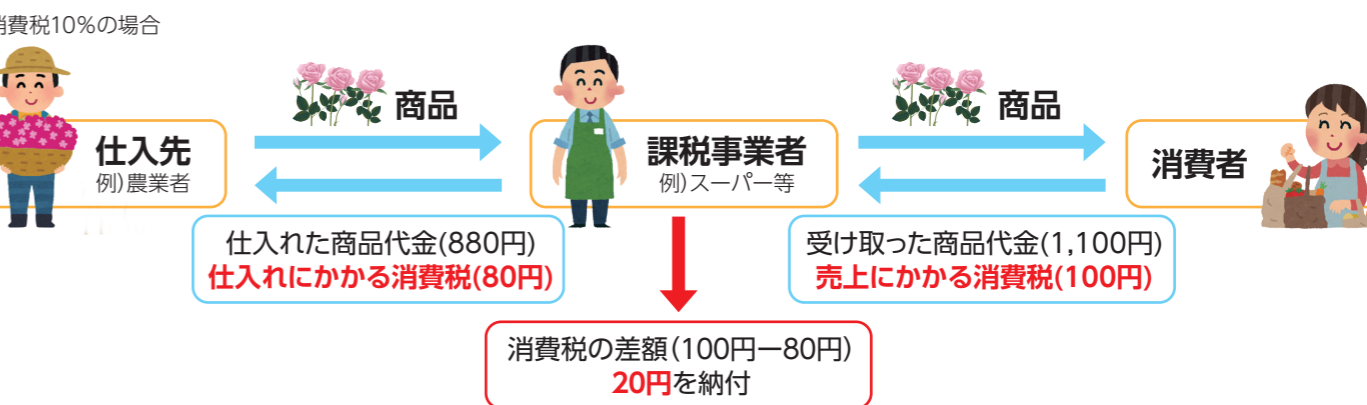 消費税10%の場合
商品
商品
仕入先
例)農業者
課税事業者
例)スーパー等
消費者
仕入れた商品代金(880円)
仕入れにかかる消費税(80円)
受け取った商品代金(1,100円)
売上にかかる消費税(100円)
消費税の差額(100円ー80円)
20円を納付